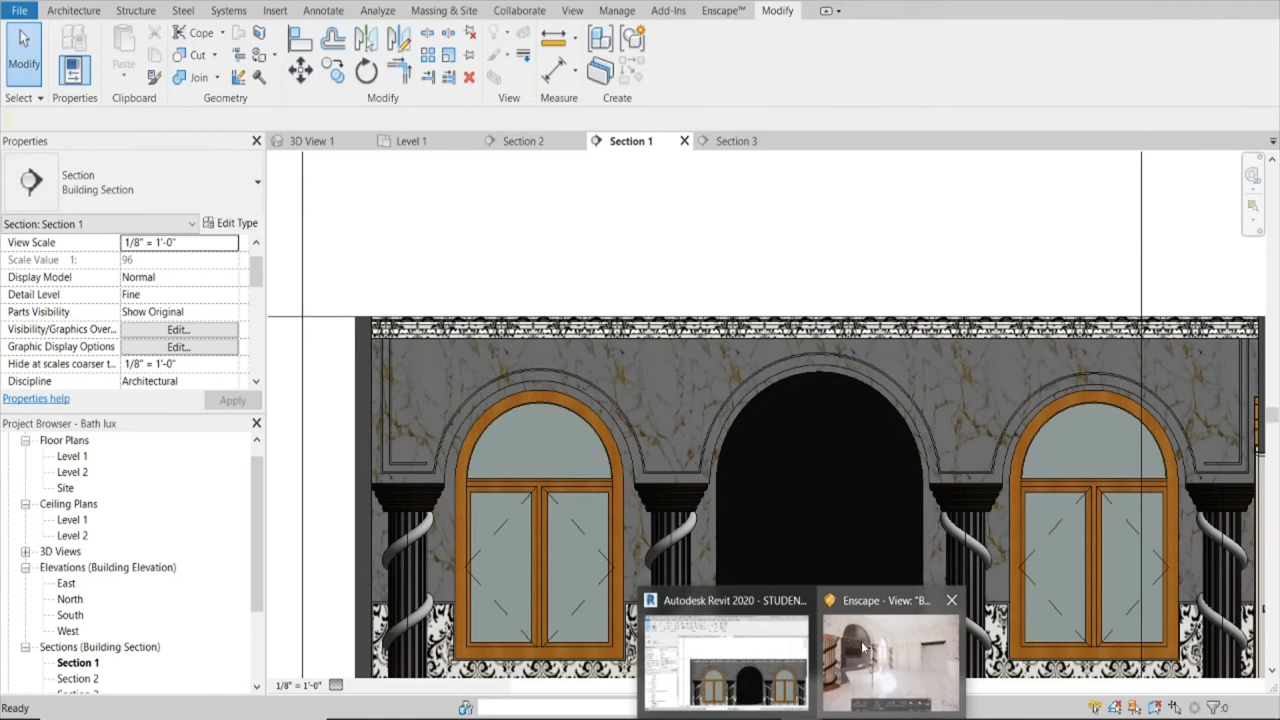 File Architecture Structure Steel Systems Insert Annotate Analyze Massing & Site Collaborate View Manage Add-Ins Enscape™ Modify
Cope
Cut
Join
Modify
Paste
Select Properties Clipboard Geometry Modify View Measure Create
Properties
3D View 1 Level 1 Section 2 Section 1 Section 3
Section
Building Section
Section: Section 1 Edit Type
View Scale 1/8" = 1'-0"
Scale Value 1: 96
Display Model Normal
Detail Level Fine
Parts Visibility Show Original
Visibility/Graphics Over... Edit...
Graphic Display Options Edit...
Hide at scales coarser t... 1/8" = 1'-0"
Discipline Architectural
Properties help Apply
Project Browser - Bath lux
Floor Plans
Level 1
Level 2
Site
Ceiling Plans
Level 1
Level 2
3D Views
Elevations (Building Elevation)
East
North
South
West
Sections (Building Section)
Section 1
Section 2
Autodesk Revit 2020 - STUDEN... Enscape - View: "B...
1/8" = 1'-0"
Ready
:0